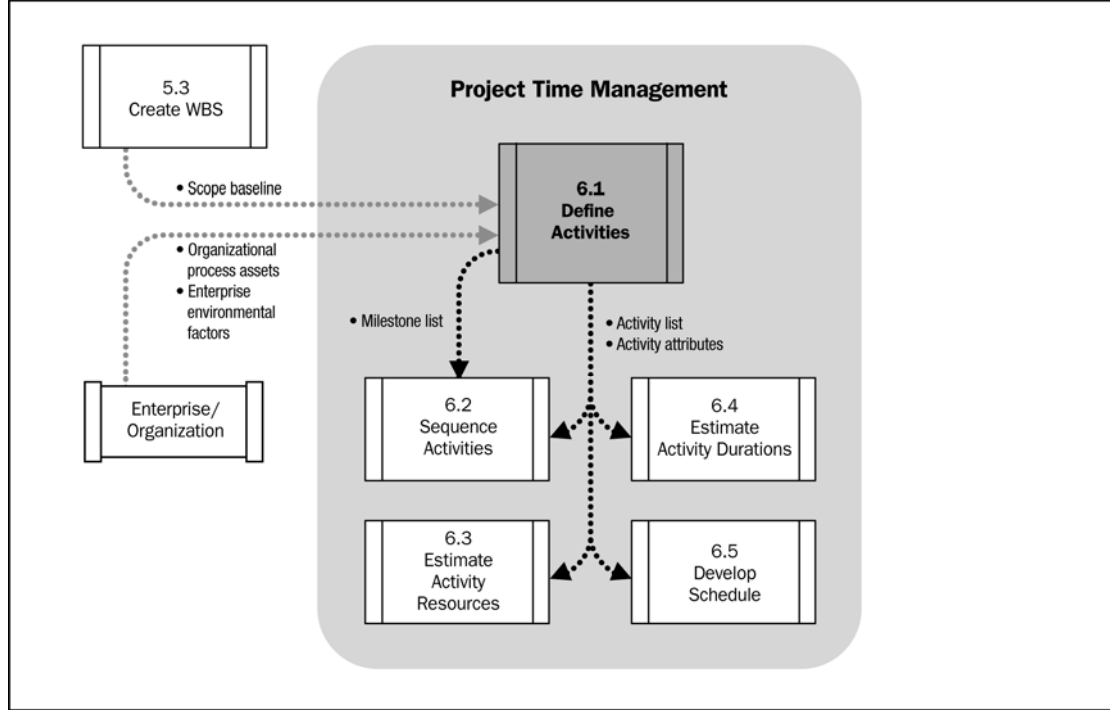 5.3
Create WBS
Project Time Management
6.1
Define
Activities
• Scope baseline
• Organizational
process assets
• Enterprise
environmental
factors
• Milestone list
• Activity list
• Activity attributes
Enterprise/
Organization
6.2
Sequence
Activities
6.4
Estimate
Activity Durations
6.3
Estimate
Activity
Resources
6.5
Develop
Schedule